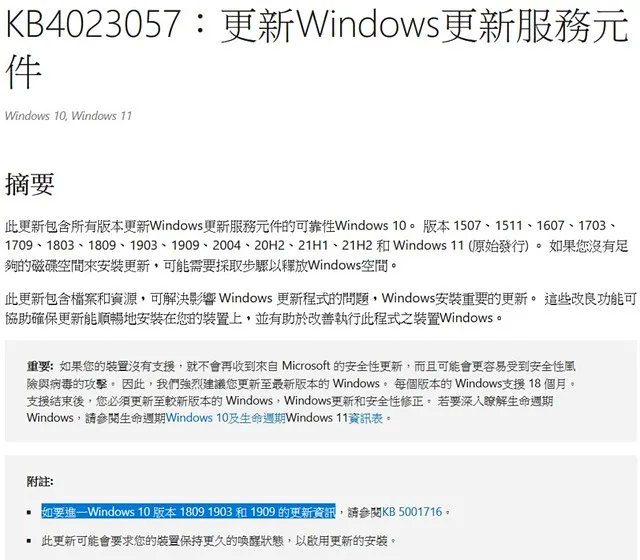 KB4023057：更新Windows更新服務元
件
Windows 10, Windows 11
摘要
此更新包含所有版本更新Windows更新服務元件的可靠性Windows 10。 版本 1507、1511、1607、1703、
1709、1803、1809、1903、1909、2004、20H2、21H1、21H2 和 Windows 11 (原始發行) 。 如果您沒有足
夠的磁碟空間來安裝更新，可能需要採取步驟以釋放Windows空間。
此更新包含檔案和資源，可解決影響 Windows 更新程式的問題，Windows安裝重要的更新。 這些改良功能可
協助確保更新能順暢地安裝在您的裝置上，並有助於改善執行此程式之裝置Windows。
重要: 如果您的裝置沒有支援，就不會再收到來自 Microsoft 的安全性更新，而且可能會更容易受到安全性風
險與病毒的攻擊。 因此，我們強烈建議您更新至最新版本的 Windows。 每個版本的 Windows支援 18 個月。
支援結束後，您必須更新至較新版本的 Windows，Windows更新和安全性修正。 若要深入瞭解生命週期
Windows，請參閱生命週期Windows 10及生命週期Windows 11資訊表。
附註:
▪ 如要進一Windows 10 版本 1809 1903 和 1909 的更新資訊，請參閱KB 5001716。
▪ 此更新可能會要求您的裝置保持更久的喚醒狀態，以啟用更新的安裝。